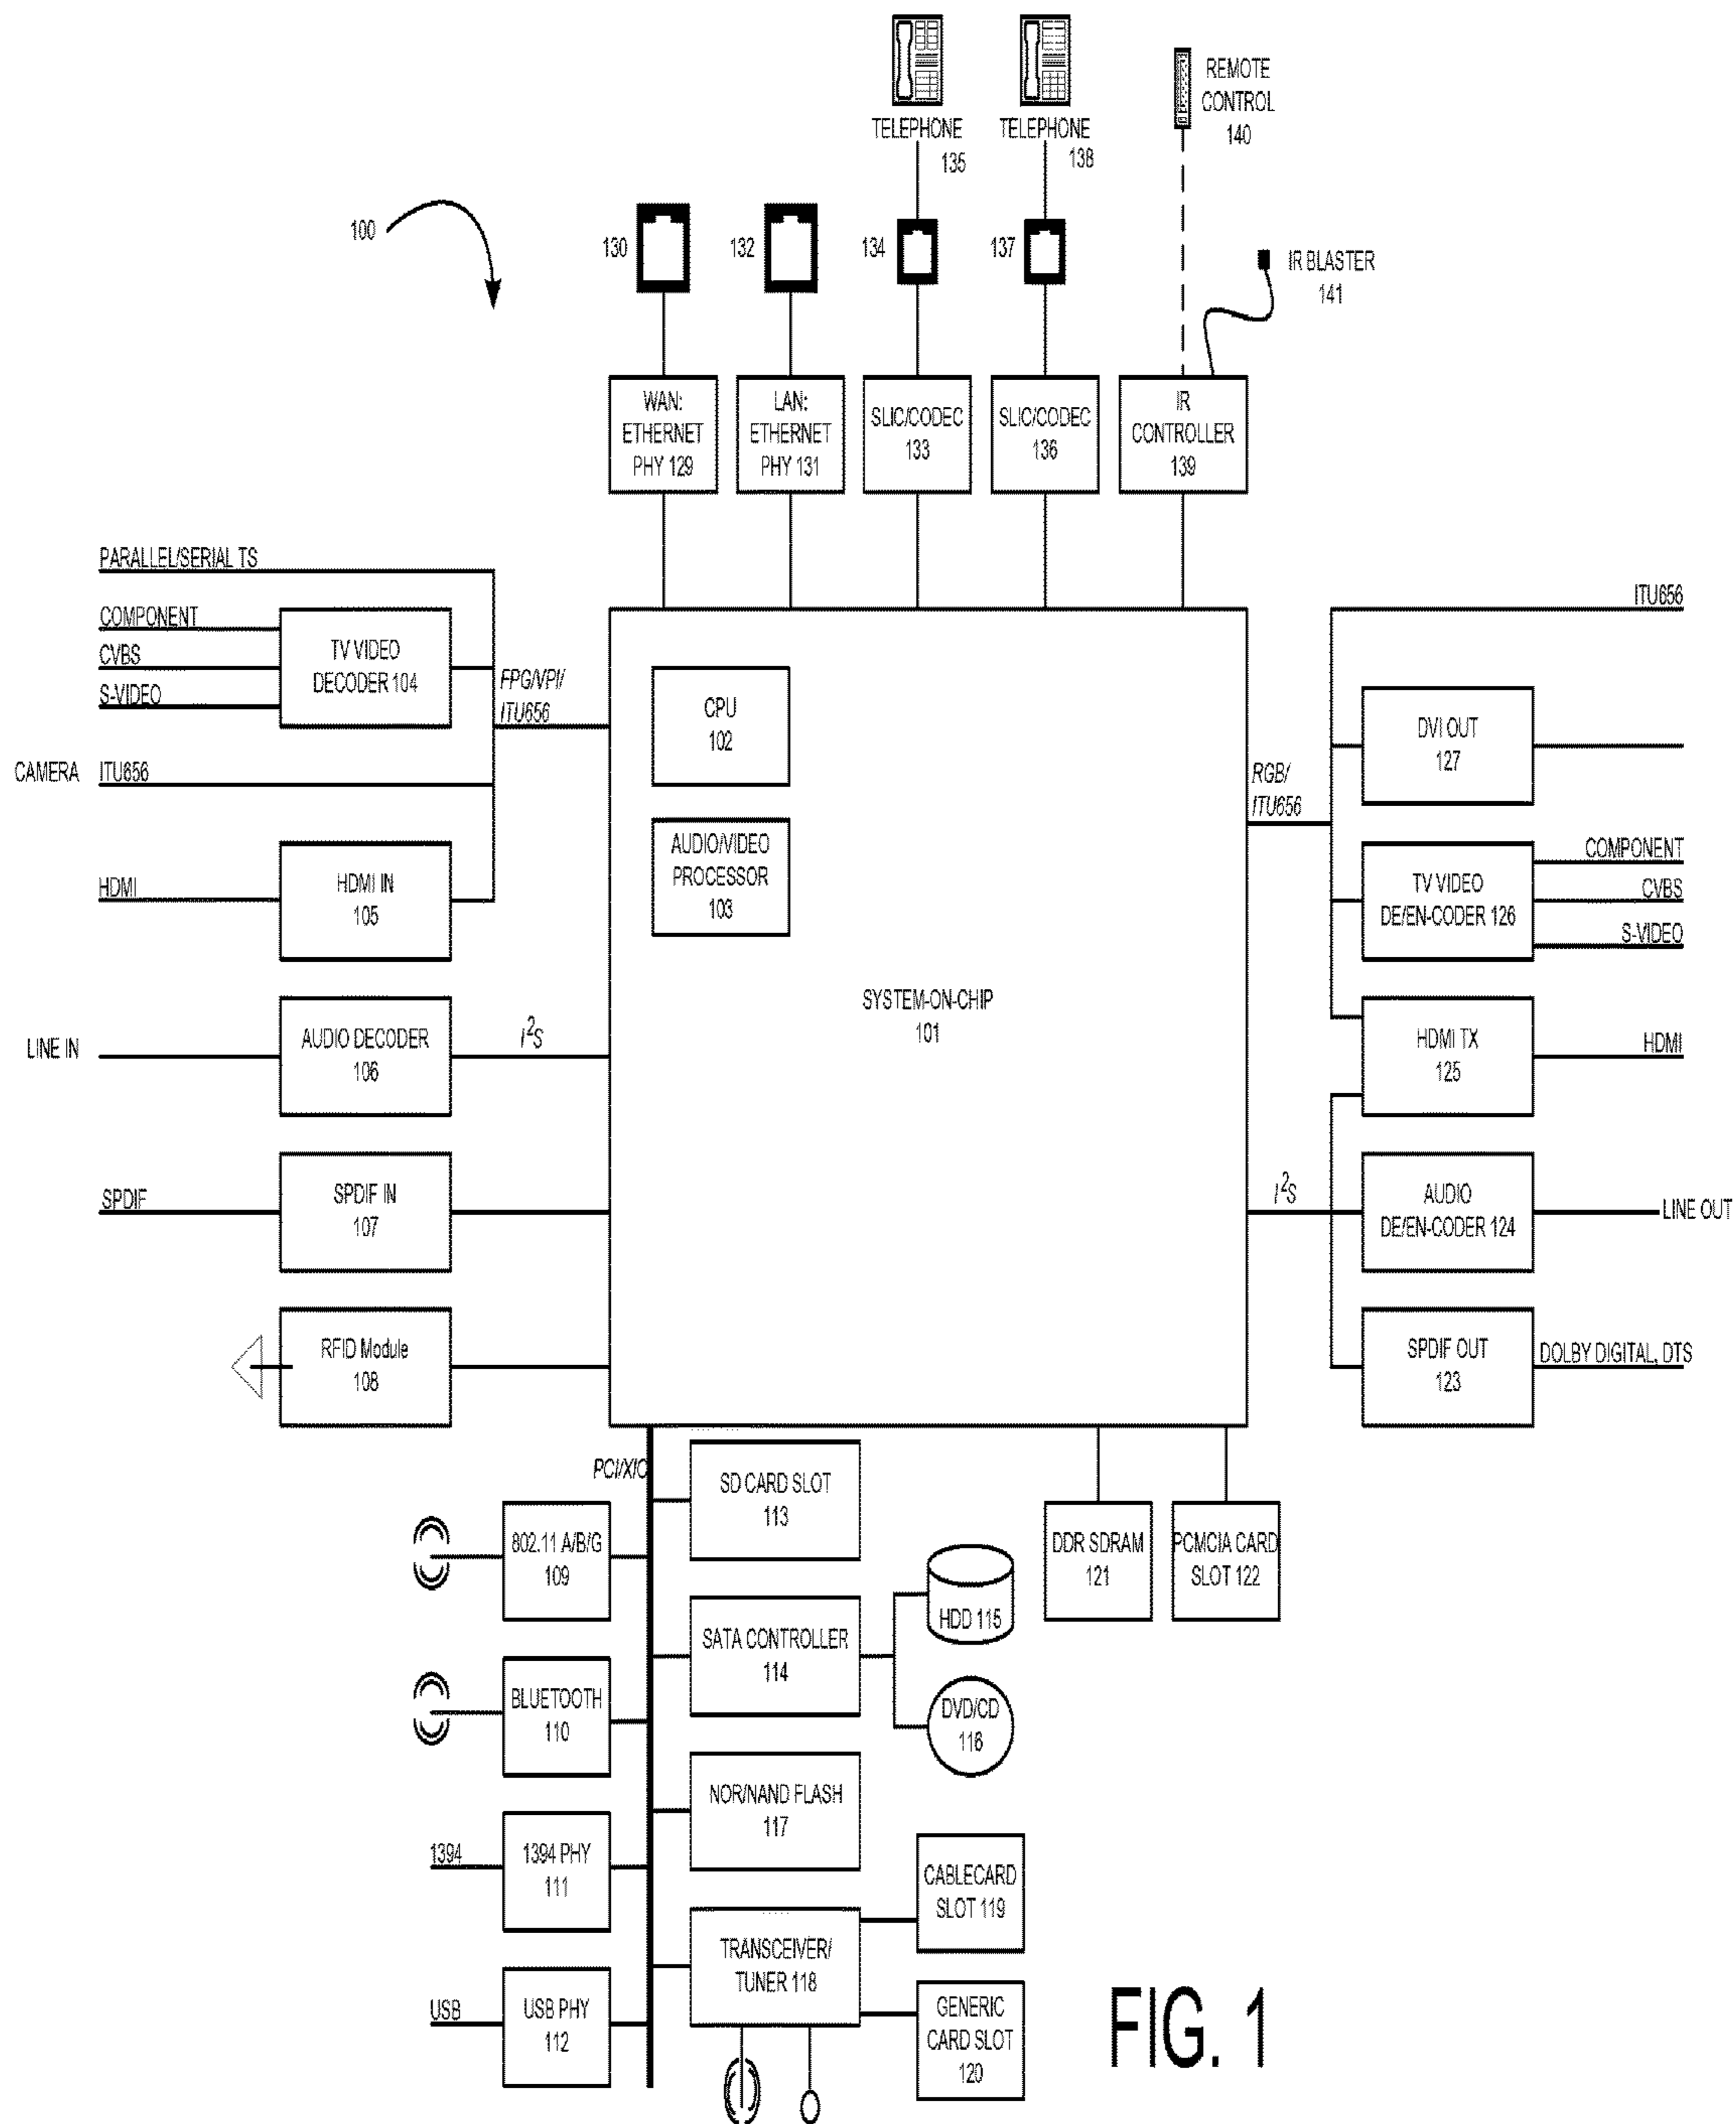 TELEPHONE
135
TELEPHONE
138
REMOTE
CONTROL
140
100
130
132
134
137
IR BLASTER
141
WAN:
ETHERNET
PHY 129
LAN:
ETHERNET
PHY 131
SLIC/CODEC
133
SLIC/CODEC
136
IR
CONTROLLER
139
PARALLEL/SERIAL TS
COMPONENT
CVBS
S-VIDEO
TV VIDEO
DECODER 104
FPG/VPI/
ITU656
CAMERA
ITU656
HDMI
HDMI IN
105
LINE IN
AUDIO DECODER
106
I²S
SPDIF
SPDIF IN
107
RFID Module
108
CPU
102
AUDIO/VIDEO
PROCESSOR
103
SYSTEM-ON-CHIP
101
ITU656
RGB/
ITU656
DVI OUT
127
TV VIDEO
DE/EN-CODER 126
COMPONENT
CVBS
S-VIDEO
HDMI TX
125
HDMI
I²S
AUDIO
DE/EN-CODER 124
LINE OUT
SPDIF OUT
123
DOLBY DIGITAL, DTS
PCI/XIO
802.11 A/B/G
109
BLUETOOTH
110
1394
1394 PHY
111
USB
USB PHY
112
SD CARD SLOT
113
SATA CONTROLLER
114
HDD 115
DVD/CD
116
NOR/NAND FLASH
117
TRANSCEIVER/
TUNER 118
CABLECARD
SLOT 119
GENERIC
CARD SLOT
120
DDR SDRAM
121
PCMCIA CARD
SLOT 122
FIG. 1